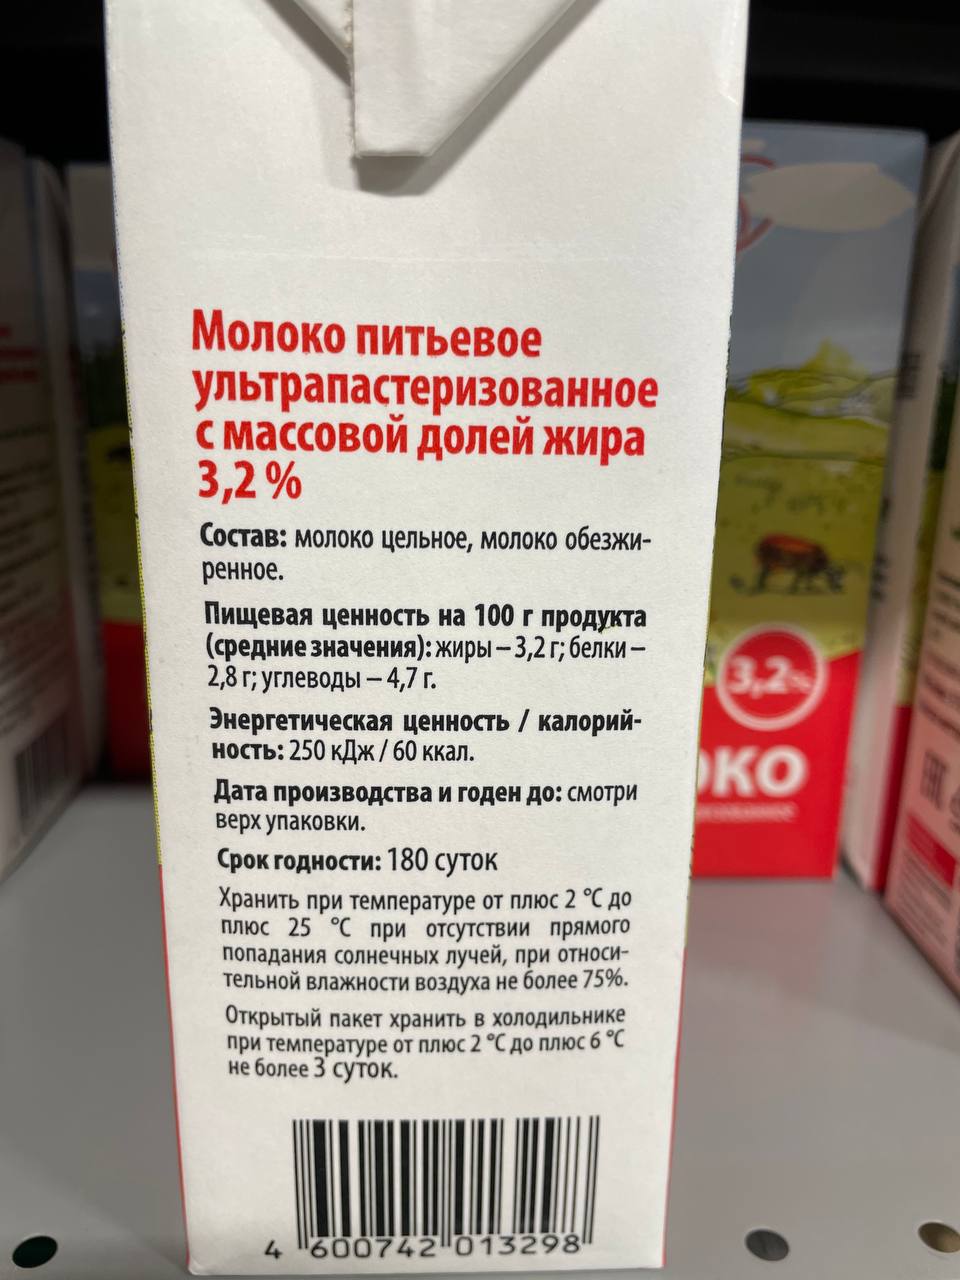 Молоко питьевое
ультрапастеризованное
с массовой долей жира
3,2 %
Состав: молоко цельное, молоко обезжи-
ренное.
Пищевая ценность на 100 г продукта
(средние значения): жиры – 3,2 г; белки –
2,8 г; углеводы – 4,7 г.
Энергетическая ценность / калорий-
ность: 250 кДж / 60 ккал.
Дата производства и годен до: смотри
верх упаковки.
Срок годности: 180 суток
Хранить при температуре от плюс 2 °С до
плюс 25 °С при отсутствии прямого
попадания солнечных лучей, при относи-
тельной влажности воздуха не более 75%.
Открытый пакет хранить в холодильнике
при температуре от плюс 2 °С до плюс 6 °С
не более 3 суток.
4 600742 013298
3,2%
ОКО
EAC